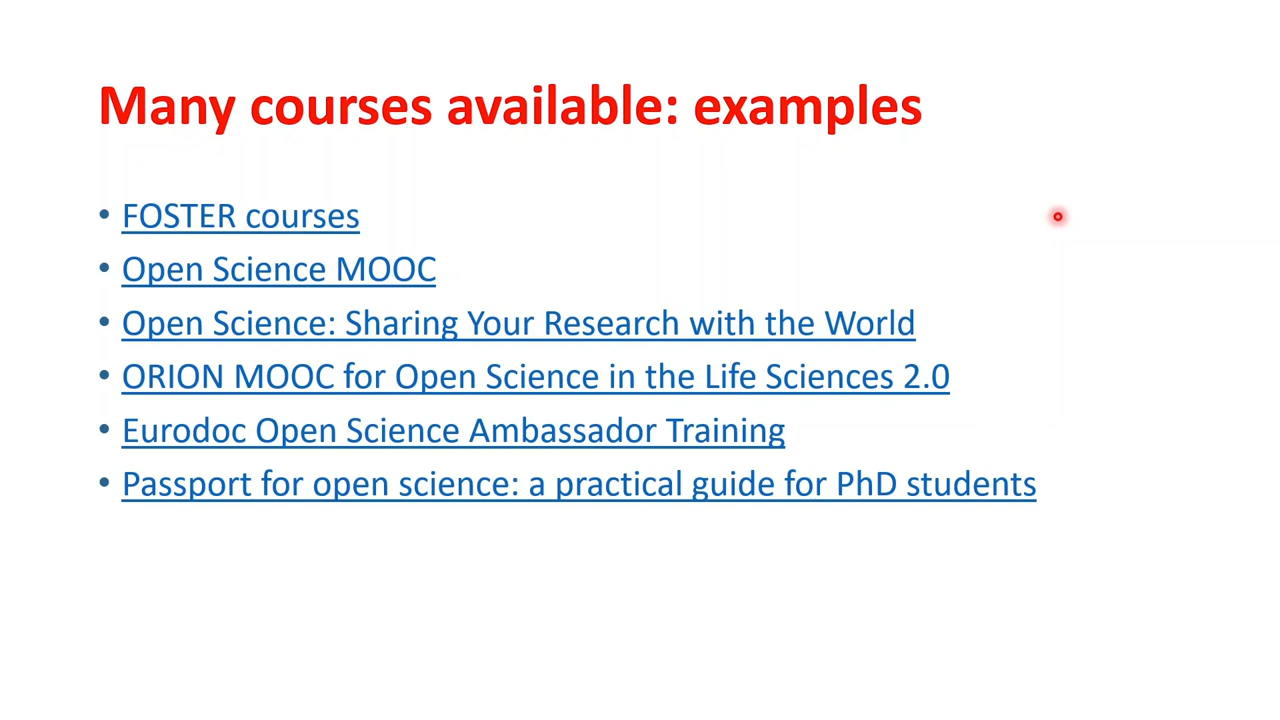 Many courses available: examples
• FOSTER courses
• Open Science MOOC
• Open Science: Sharing Your Research with the World
• ORION MOOC for Open Science in the Life Sciences 2.0
• Eurodoc Open Science Ambassador Training
• Passport for open science: a practical guide for PhD students